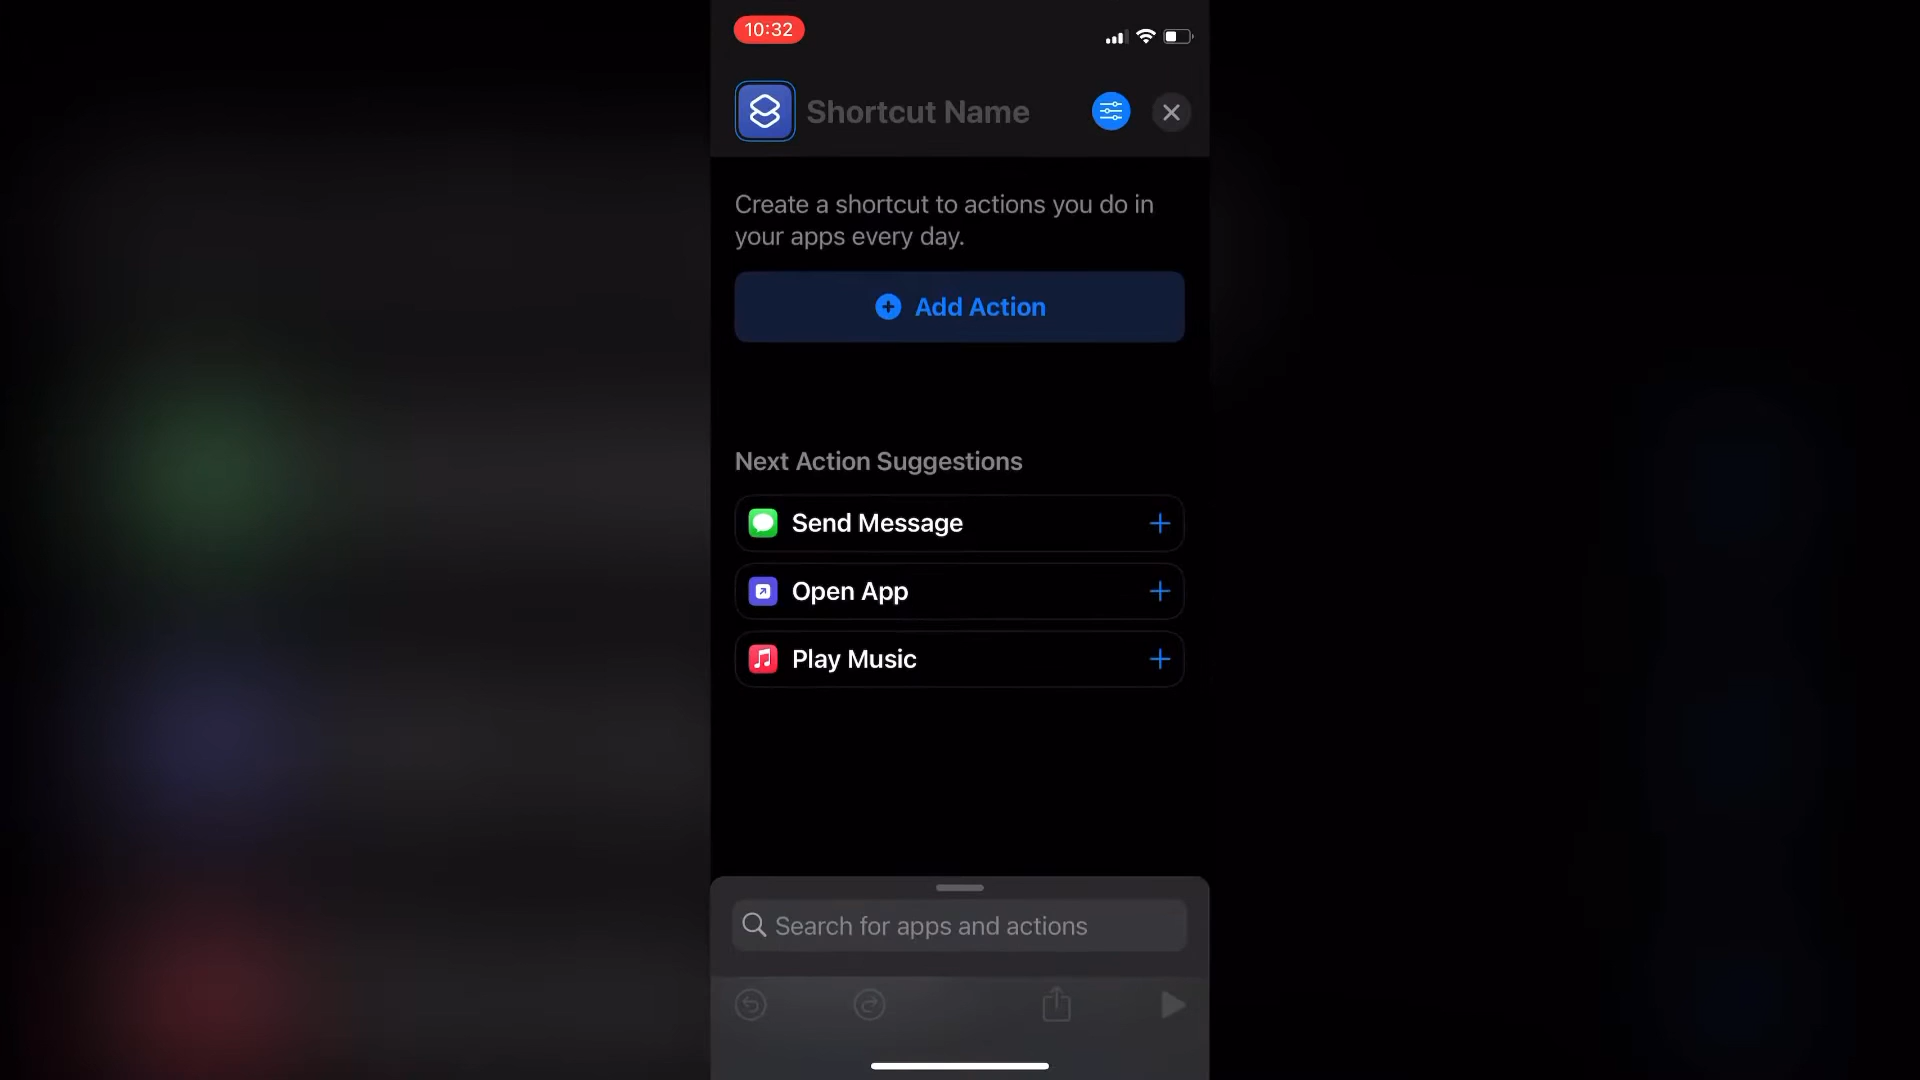 10:32
Shortcut Name
Create a shortcut to actions you do in
your apps every day.
Add Action
Next Action Suggestions
Send Message
Open App
Play Music
Search for apps and actions